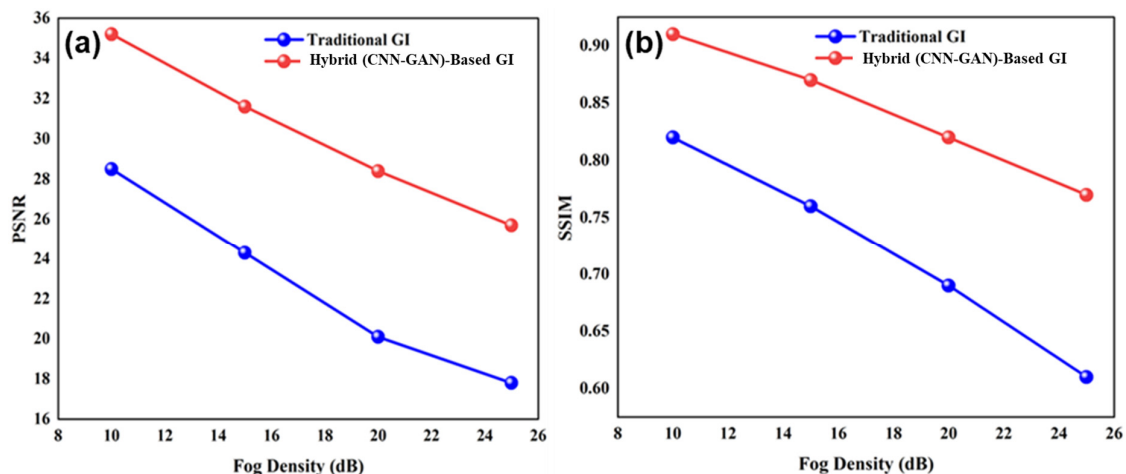 (a)
Traditional GI
Hybrid (CNN-GAN)-Based GI
PSNR
36
34
32
30
28
26
24
22
20
18
16
8 10 12 14 16 18 20 22 24 26
Fog Density (dB)
(b)
Traditional GI
Hybrid (CNN-GAN)-Based GI
SSIM
0.90
0.85
0.80
0.75
0.70
0.65
0.60
8 10 12 14 16 18 20 22 24 26
Fog Density (dB)